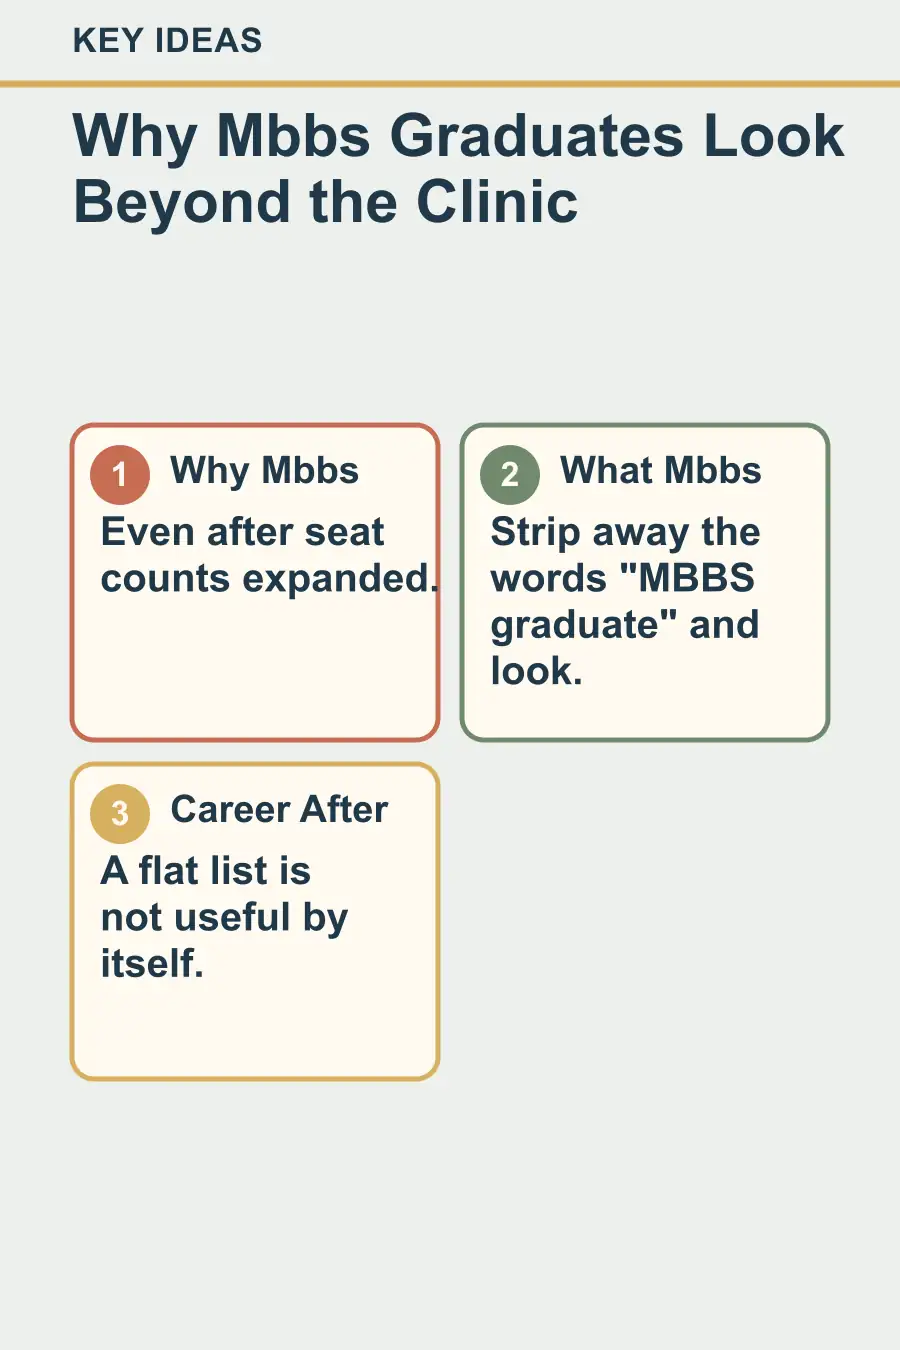 KEY IDEAS
Why Mbbs Graduates Look
Beyond the Clinic
1 Why Mbbs
Even after seat
counts expanded.
2 What Mbbs
Strip away the
words "MBBS
graduate" and
look.
3 Career After
A flat list is
not useful by
itself.